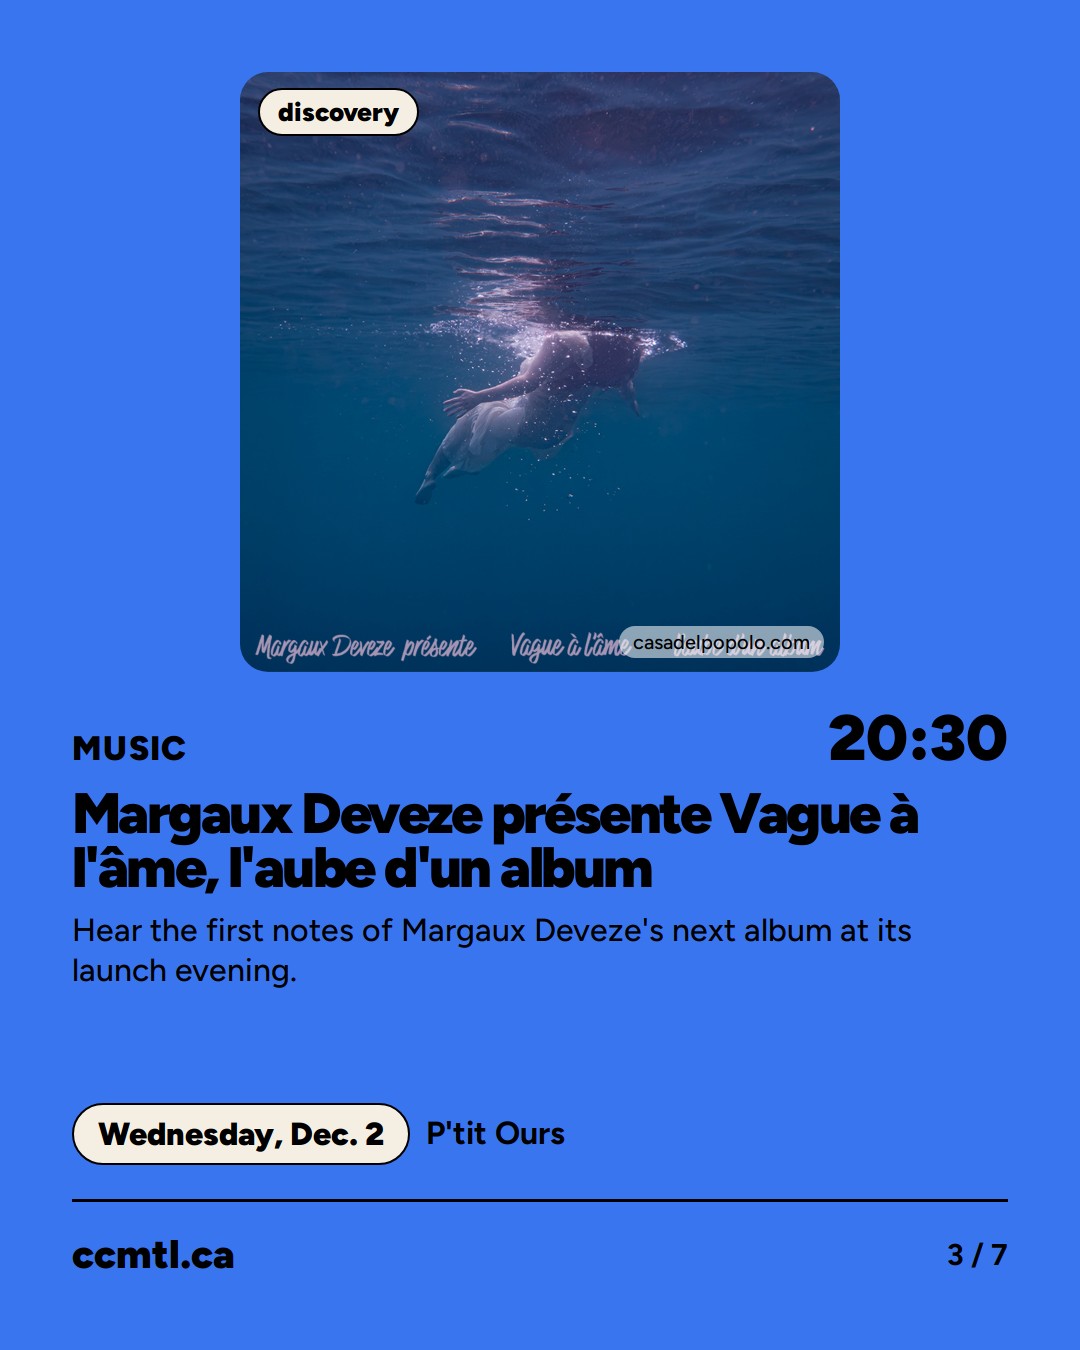 discovery
Margaux Deveze présente Vague à l'âme
casadelpopolo.com
MUSIC
20:30
Margaux Deveze présente Vague à
l'âme, l'aube d'un album
Hear the first notes of Margaux Deveze's next album at its
launch evening.
Wednesday, Dec. 2
P'tit Ours
ccmtl.ca
3 / 7